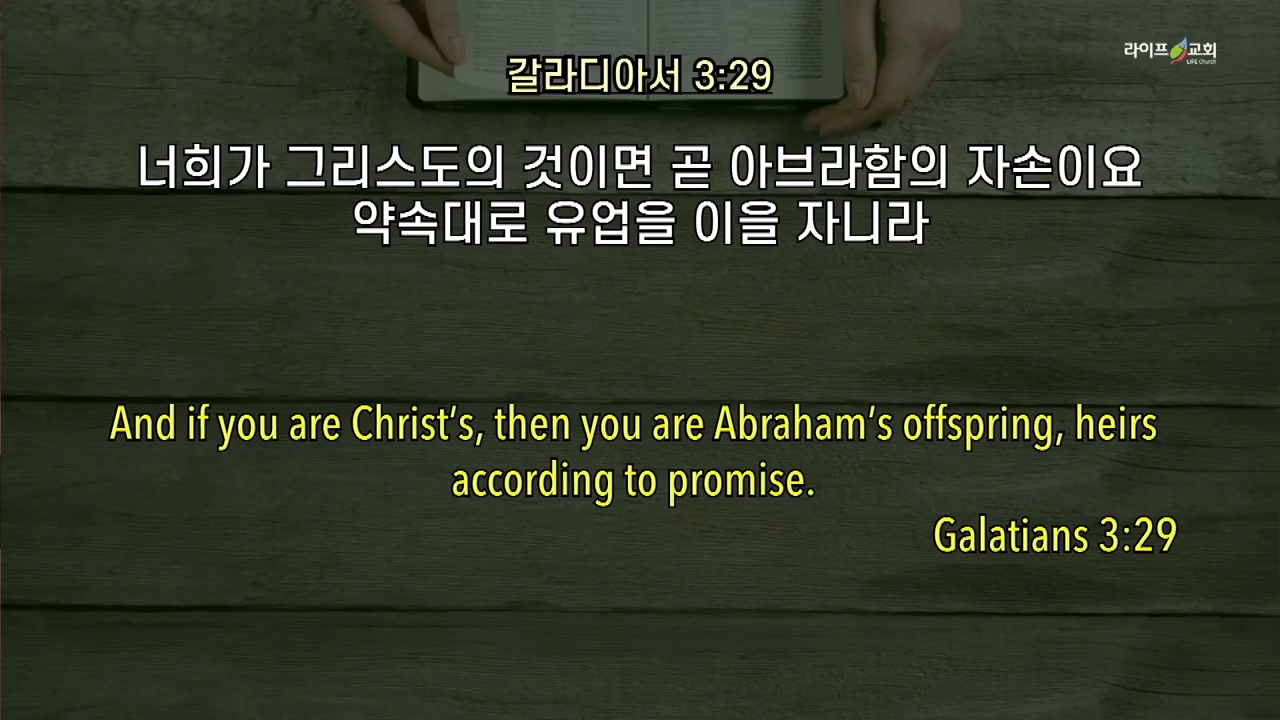 라이프 교회
LIFE Church
갈라디아서 3:29
너희가 그리스도의 것이면 곧 아브라함의 자손이요
약속대로 유업을 이을 자니라
And if you are Christ's, then you are Abraham's offspring, heirs
according to promise.
Galatians 3:29